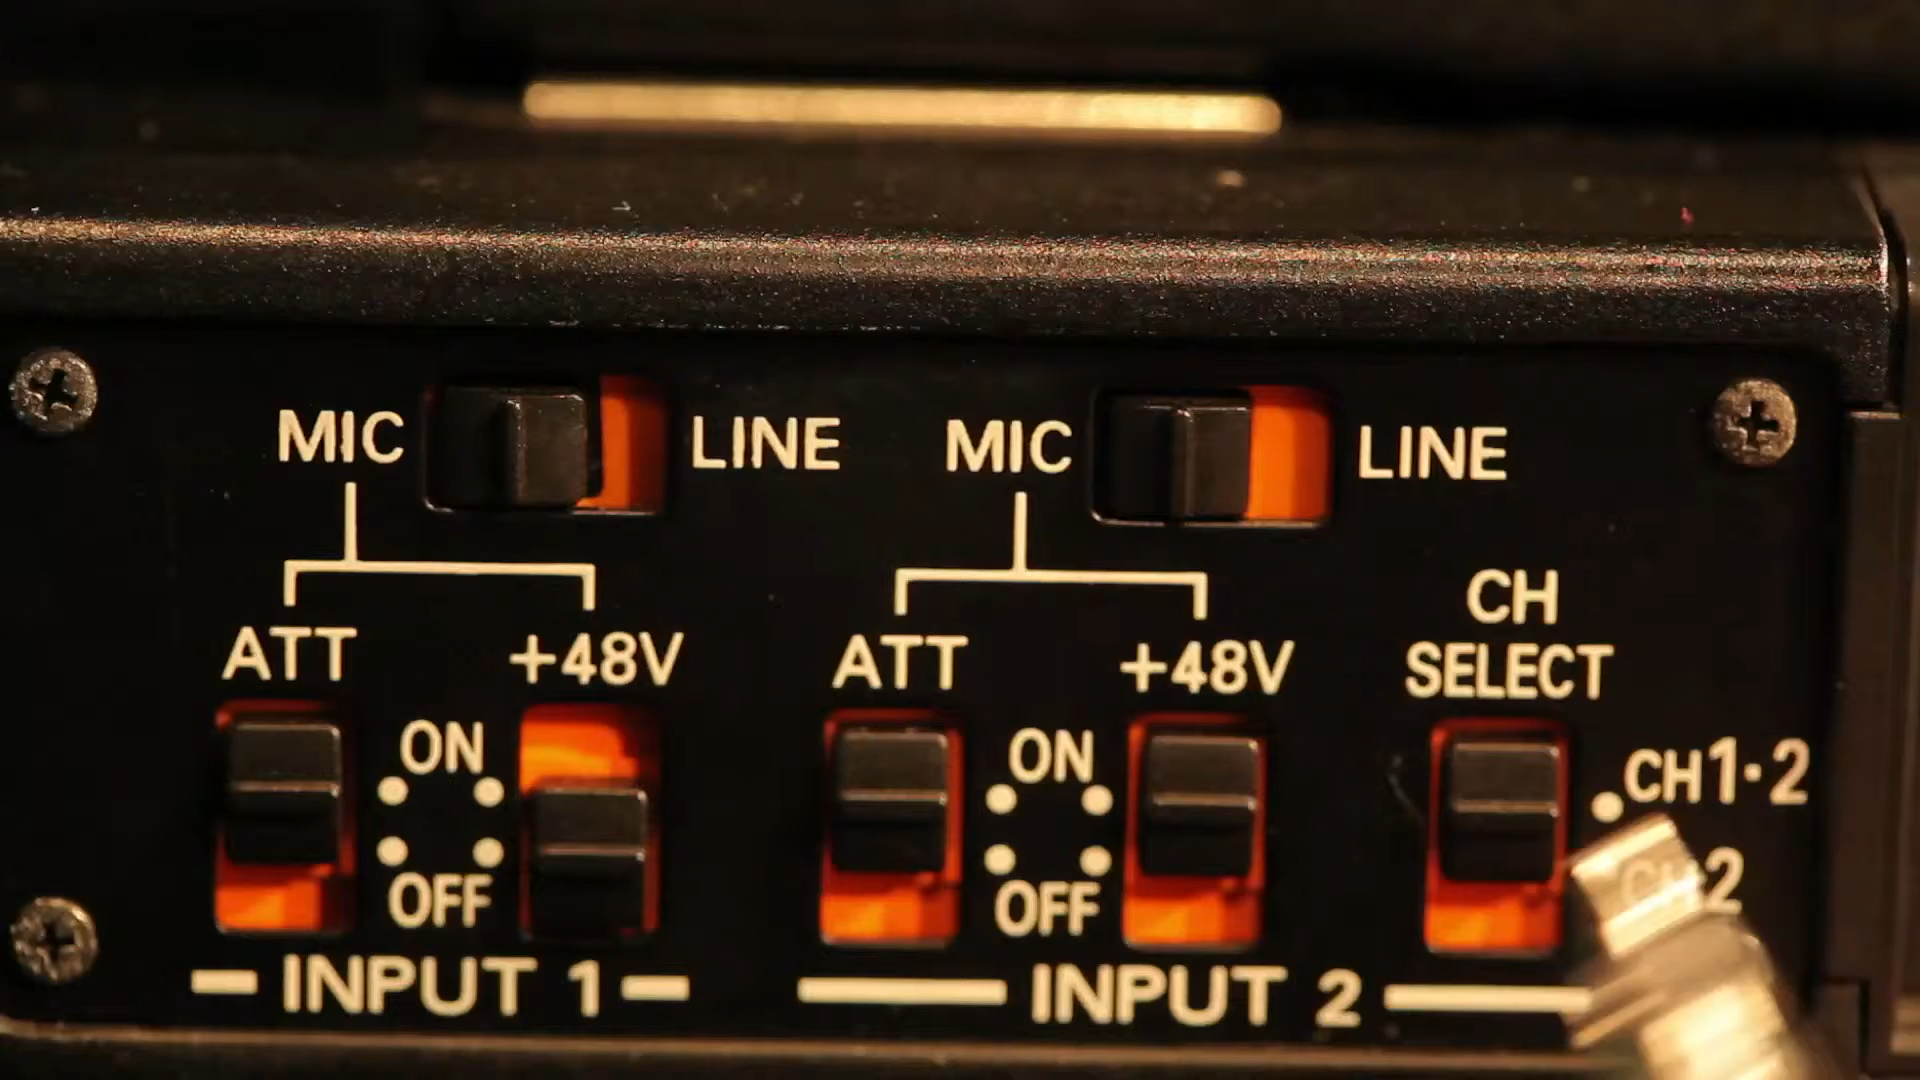 MIC LINE MIC LINE
CH
SELECT
ATT +48V ATT +48V
ON ON CH1·2
OFF OFF CH2
INPUT 1 INPUT 2